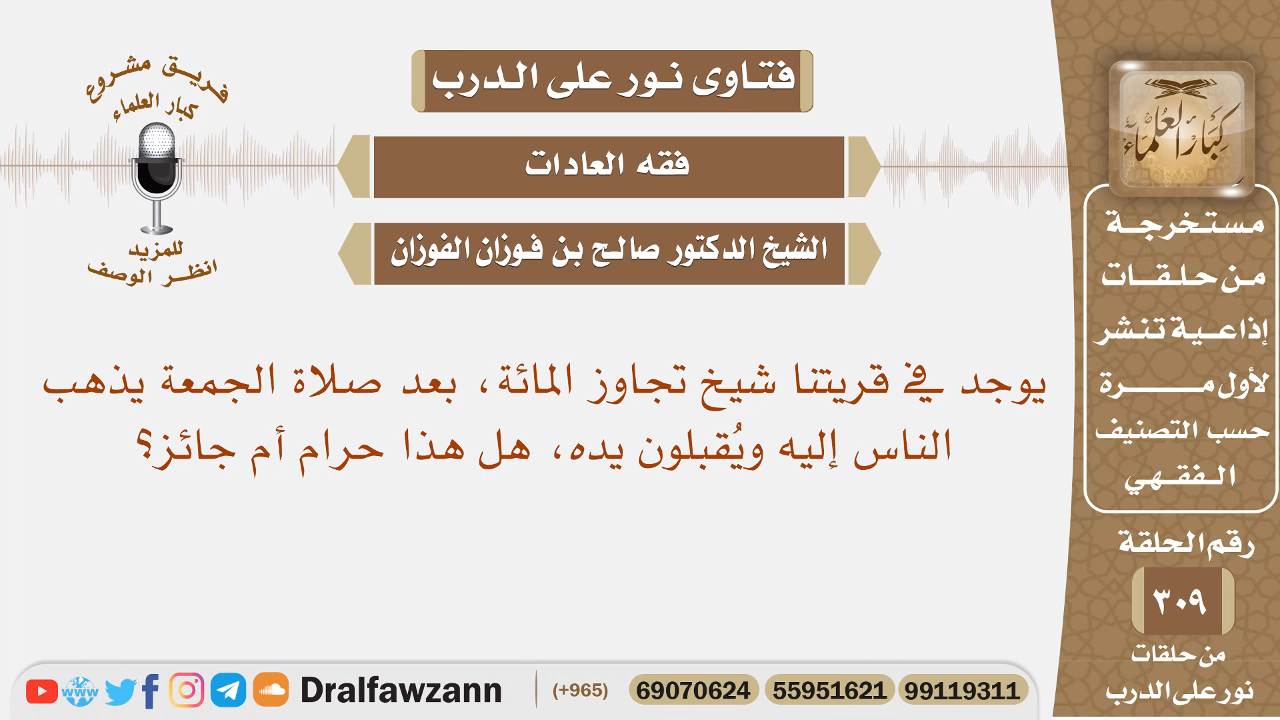 فتاوى نور على الدرب
فقه العادات
الشيخ الدكتور صالح بن فوزان الفوزان
فريق مشروع
كبار العلماء
للمزيد
انظر الوصف
يوجد في قريتنا شيخ تجاوز المائة، بعد صلاة الجمعة يذهب
الناس إليه ويُقبلون يده، هل هذا حرام أم جائز؟
كِبَار العُلَمَاء
مستخرجة
من حلقات
إذاعية تنشر
لأول مرة
حسب التصنيف
الفقهي
رقم الحلقة
٣٠٩
من حلقات
نور على الدرب
www
Dralfawzann
(+965)
69070624
55951621
99119311